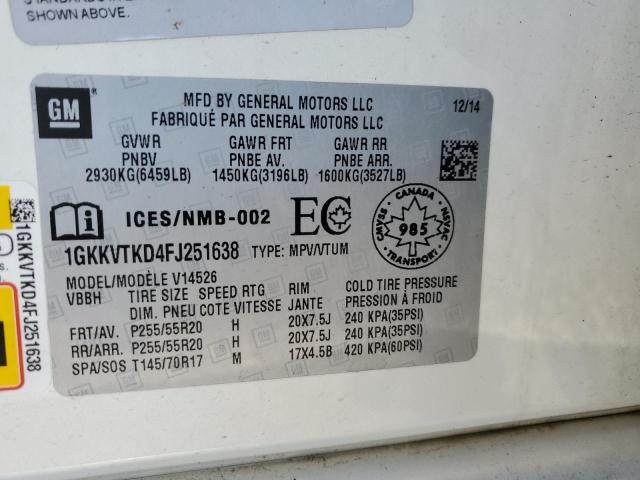 SHOWN ABOVE.
GM
MFD BY GENERAL MOTORS LLC
FABRIQUÉ PAR GENERAL MOTORS LLC
12/14
GVWR GAWR FRT GAWR RR
PNBV PNBE AV. PNBE ARR.
2930KG(6459LB) 1450KG(3196LB) 1600KG(3527LB)
i ICES/NMB-002 EC
CANADA
CMVSS NSVAC
985
TRANSPORT
1GKKVTKD4FJ251638 TYPE: MPV/VTUM
MODEL/MODÈLE V14526
VBBH TIRE SIZE SPEED RTG RIM COLD TIRE PRESSURE
DIM. PNEU COTE VITESSE JANTE PRESSION À FROID
FRT/AV. P255/55R20 H 20X7.5J 240 KPA(35PSI)
RR/ARR. P255/55R20 H 20X7.5J 240 KPA(35PSI)
SPA/SOS T145/70R17 M 17X4.5B 420 KPA(60PSI)
1GKKVTKD4FJ251638